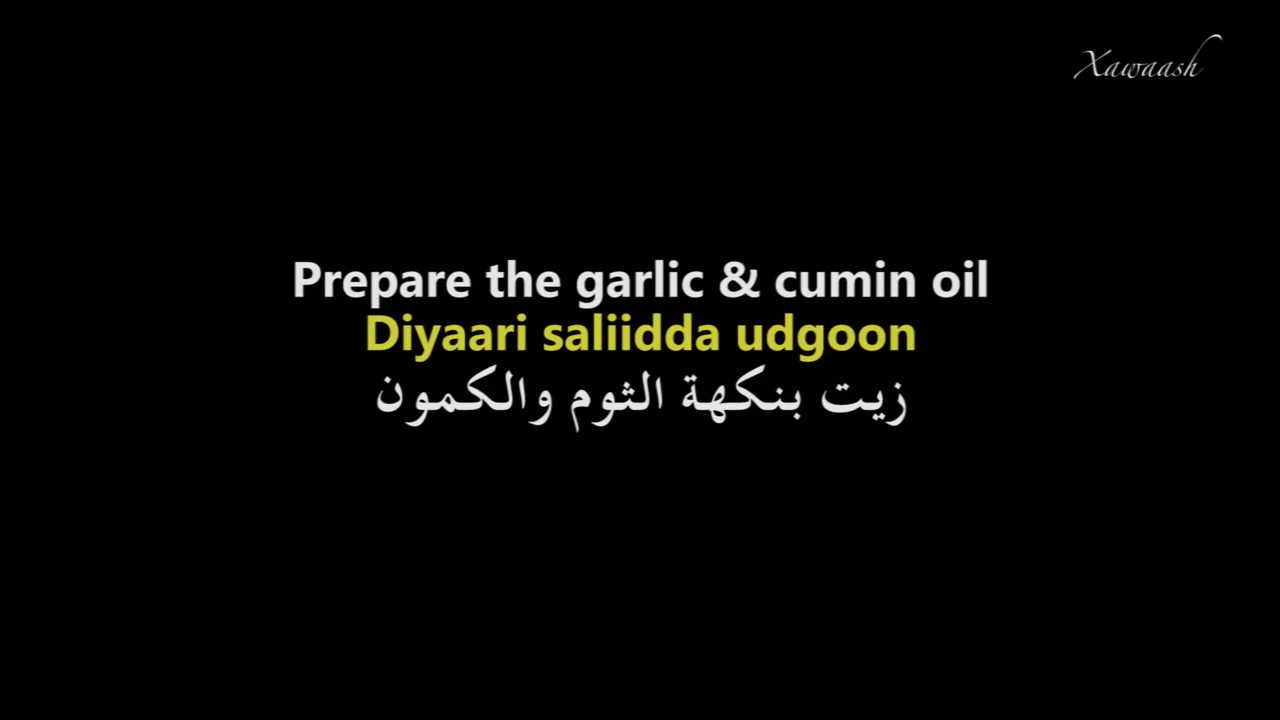 Xawaash
Prepare the garlic & cumin oil
Diyaari saliidda udgoon
زيت بنكهة الثوم والكمون